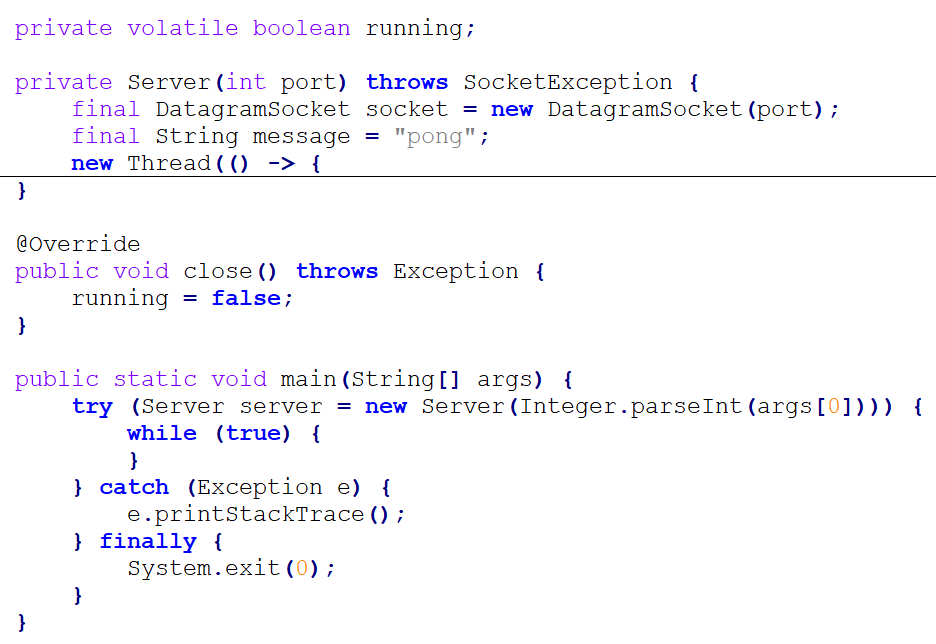 private volatile boolean running;
private Server(int port) throws SocketException {
    final DatagramSocket socket = new DatagramSocket(port);
    final String message = "pong";
    new Thread(() -> {
}
@Override
public void close() throws Exception {
    running = false;
}
public static void main(String[] args) {
    try (Server server = new Server(Integer.parseInt(args[0]))) {
        while (true) {
        }
    } catch (Exception e) {
        e.printStackTrace();
    } finally {
        System.exit(0);
    }
}